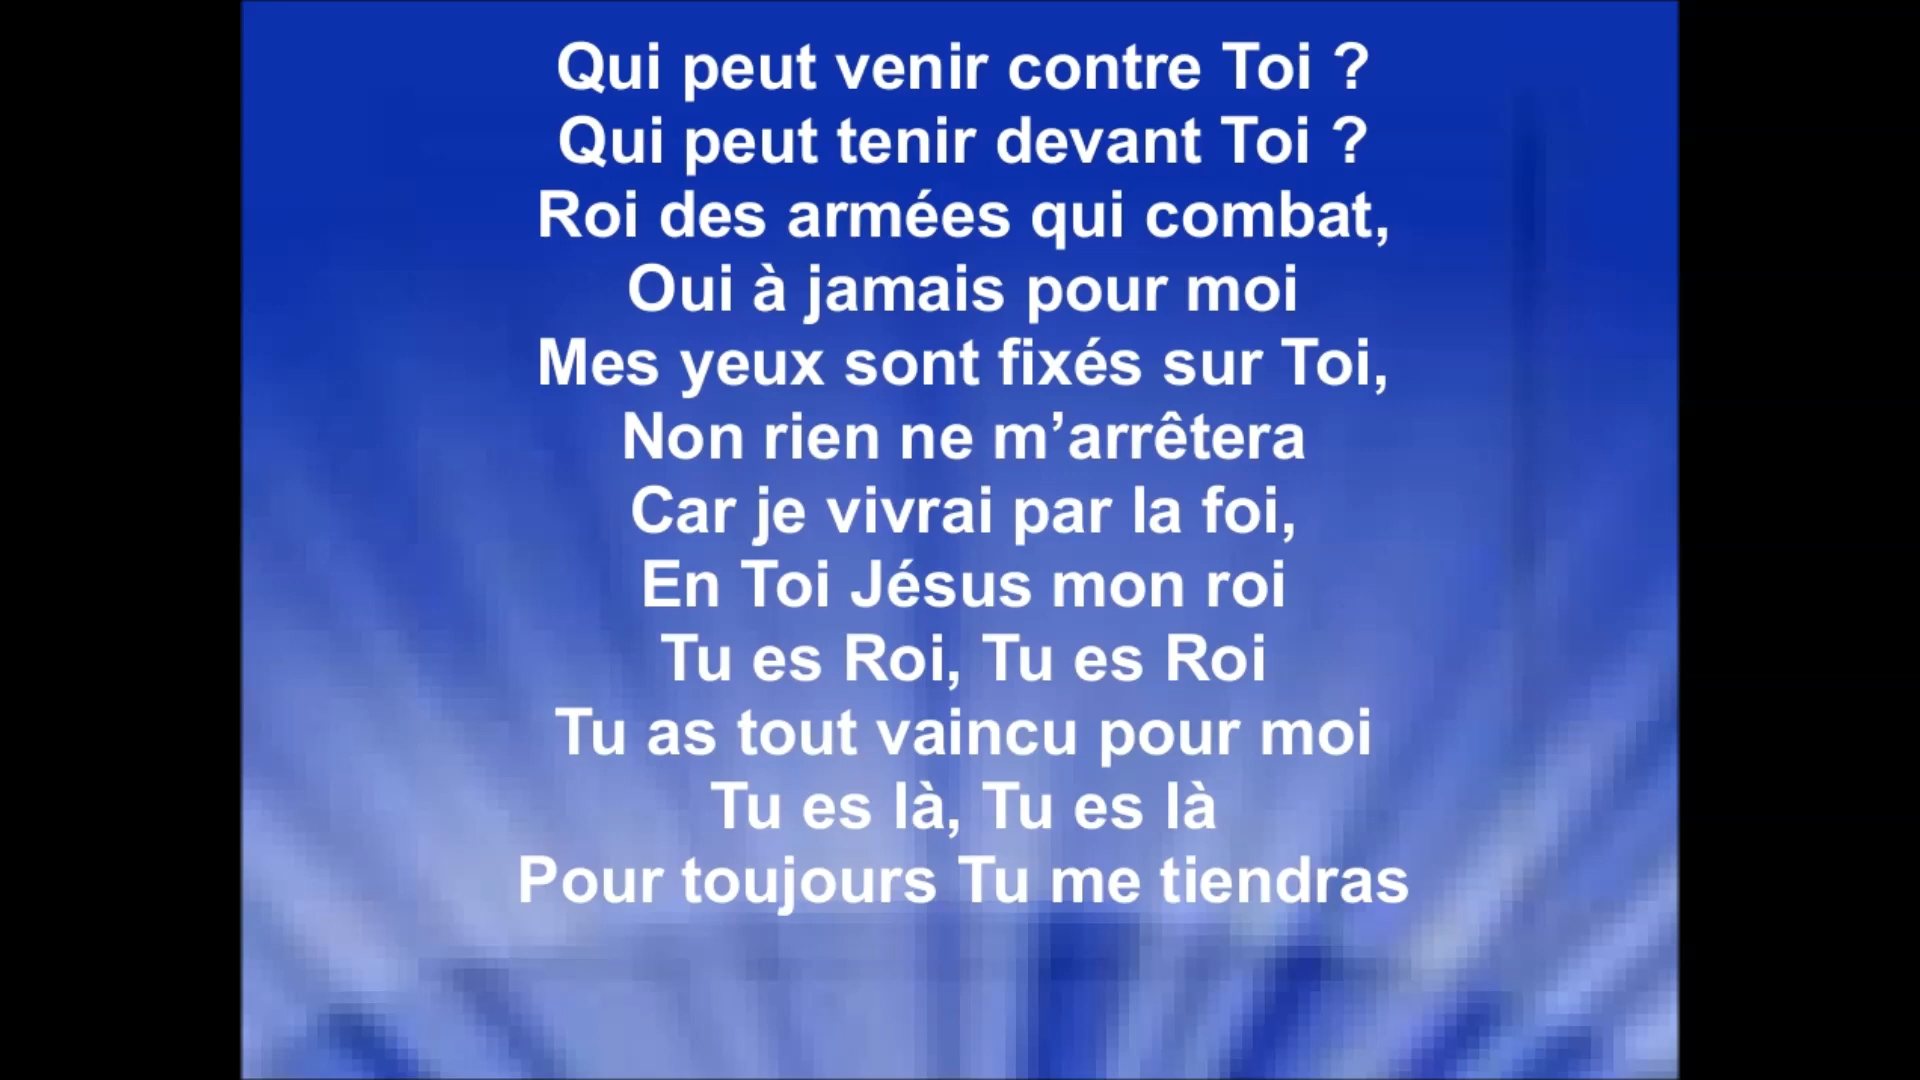 Qui peut venir contre Toi ?
Qui peut tenir devant Toi ?
Roi des armées qui combat,
Oui à jamais pour moi
Mes yeux sont fixés sur Toi,
Non rien ne m’arrêtera
Car je vivrai par la foi,
En Toi Jésus mon roi
Tu es Roi, Tu es Roi
Tu as tout vaincu pour moi
Tu es là, Tu es là
Pour toujours Tu me tiendras